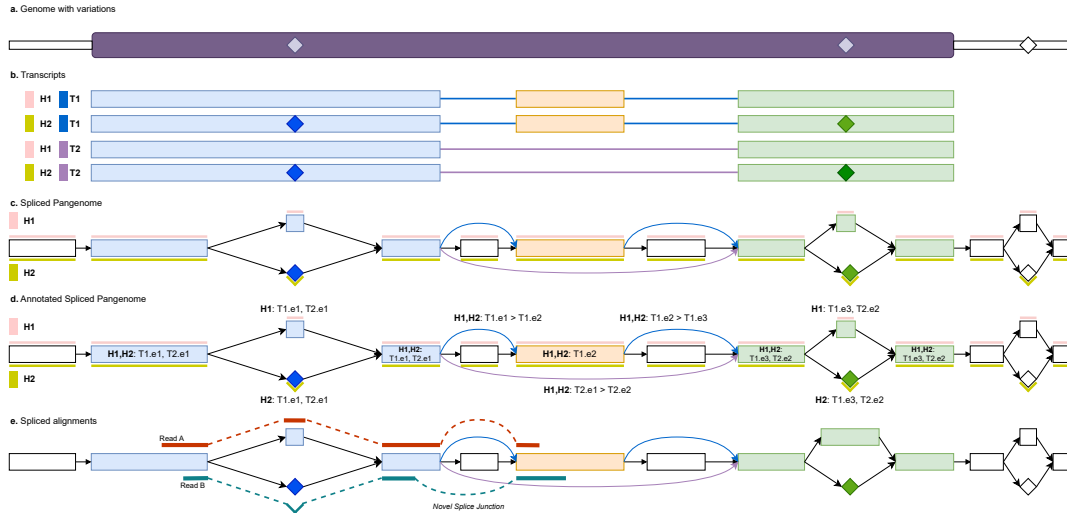 a. Genome with variations
b. Transcripts
H1 T1
H2 T1
H1 T2
H2 T2
c. Spliced Pangenome
H1
H2
d. Annotated Spliced Pangenome
H1: T1.e1, T2.e1
H1,H2: T1.e1 > T1.e2
H1,H2: T1.e2 > T1.e3
H1: T1.e3, T2.e2
H1
H1,H2: T1.e1, T2.e1
H1,H2:
T1.e1, T2.e1
H1,H2: T1.e2
H1,H2:
T1.e3, T2.e2
H1,H2:
T1.e3, T2.e2
H2
H1,H2: T2.e1 > T2.e2
H2: T1.e1, T2.e1
H2: T1.e3, T2.e2
e. Spliced alignments
Read A
Read B
Novel Splice Junction